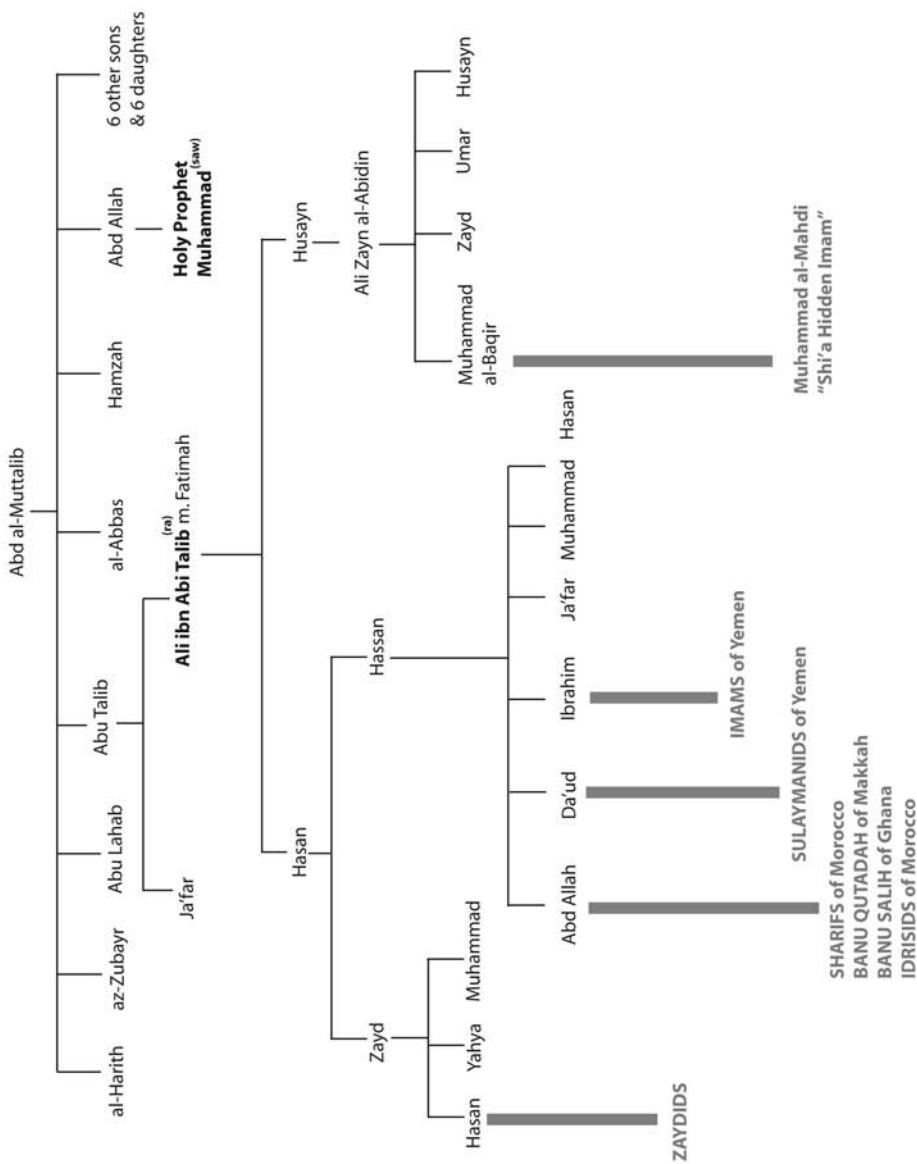 Abd al-Muttalib
al-Harith
az-Zubayr
Abu Lahab
Abu Talib
al-Abbas
Hamzah
Abd Allah
6 other sons
& 6 daughters
Ja'far
Ali ibn Abi Talib (ra) m. Fatimah
Holy Prophet
Muhammad (saw)
Hasan
Husayn
Zayd
Hassan
Ali Zayn al-Abidin
Hasan
Yahya
Muhammad
Abd Allah
Da'ud
Ibrahim
Ja'far
Muhammad
Hasan
Muhammad
al-Baqir
Zayd
Umar
Husayn
ZAYDIDS
SHARIFS of Morocco
BANU QUTADAH of Makkah
BANU SALIH of Ghana
IDRISIDS of Morocco
SULAYMANIDS of Yemen
IMAMS of Yemen
Muhammad al-Mahdi
“Shi’a Hidden Imam”